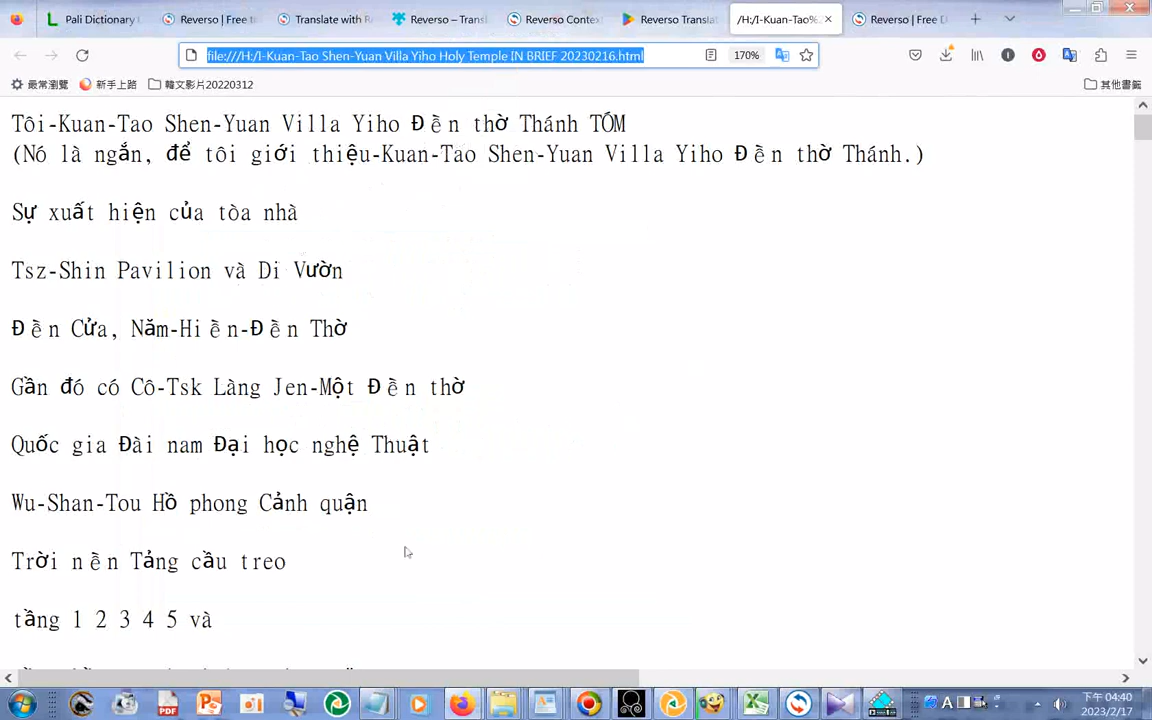 Pali Dictionary
Reverso | Free
Translate with
Reverso – Trans
Reverso Contex
Reverso Translat
/H:/I-Kuan-Tao%
Reverso | Free
file:///H:/I-Kuan-Tao Shen-Yuan Villa Yiho Holy Temple IN BRIEF 20230216.html
170%
最常瀏覽
新手上路
韓文影片20220312
其他書籤
Tôi-Kuan-Tao Shen-Yuan Villa Yiho Đền thờ Thánh TÓM
(Nó là ngắn, để tôi giới thiệu-Kuan-Tao Shen-Yuan Villa Yiho Đền thờ Thánh.)
Sự xuất hiện của tòa nhà
Tsz-Shin Pavilion và Di Vườn
Đền Cửa, Năm-Hiền-Đền Thờ
Gần đó có Cô-Tsk Làng Jen-Một Đền thờ
Quốc gia Đài nam Đại học nghệ Thuật
Wu-Shan-Tou Hồ phong Cảnh quận
Trời nền Tảng cầu treo
tầng 1 2 3 4 5 và
下午 04:40
2023/2/17